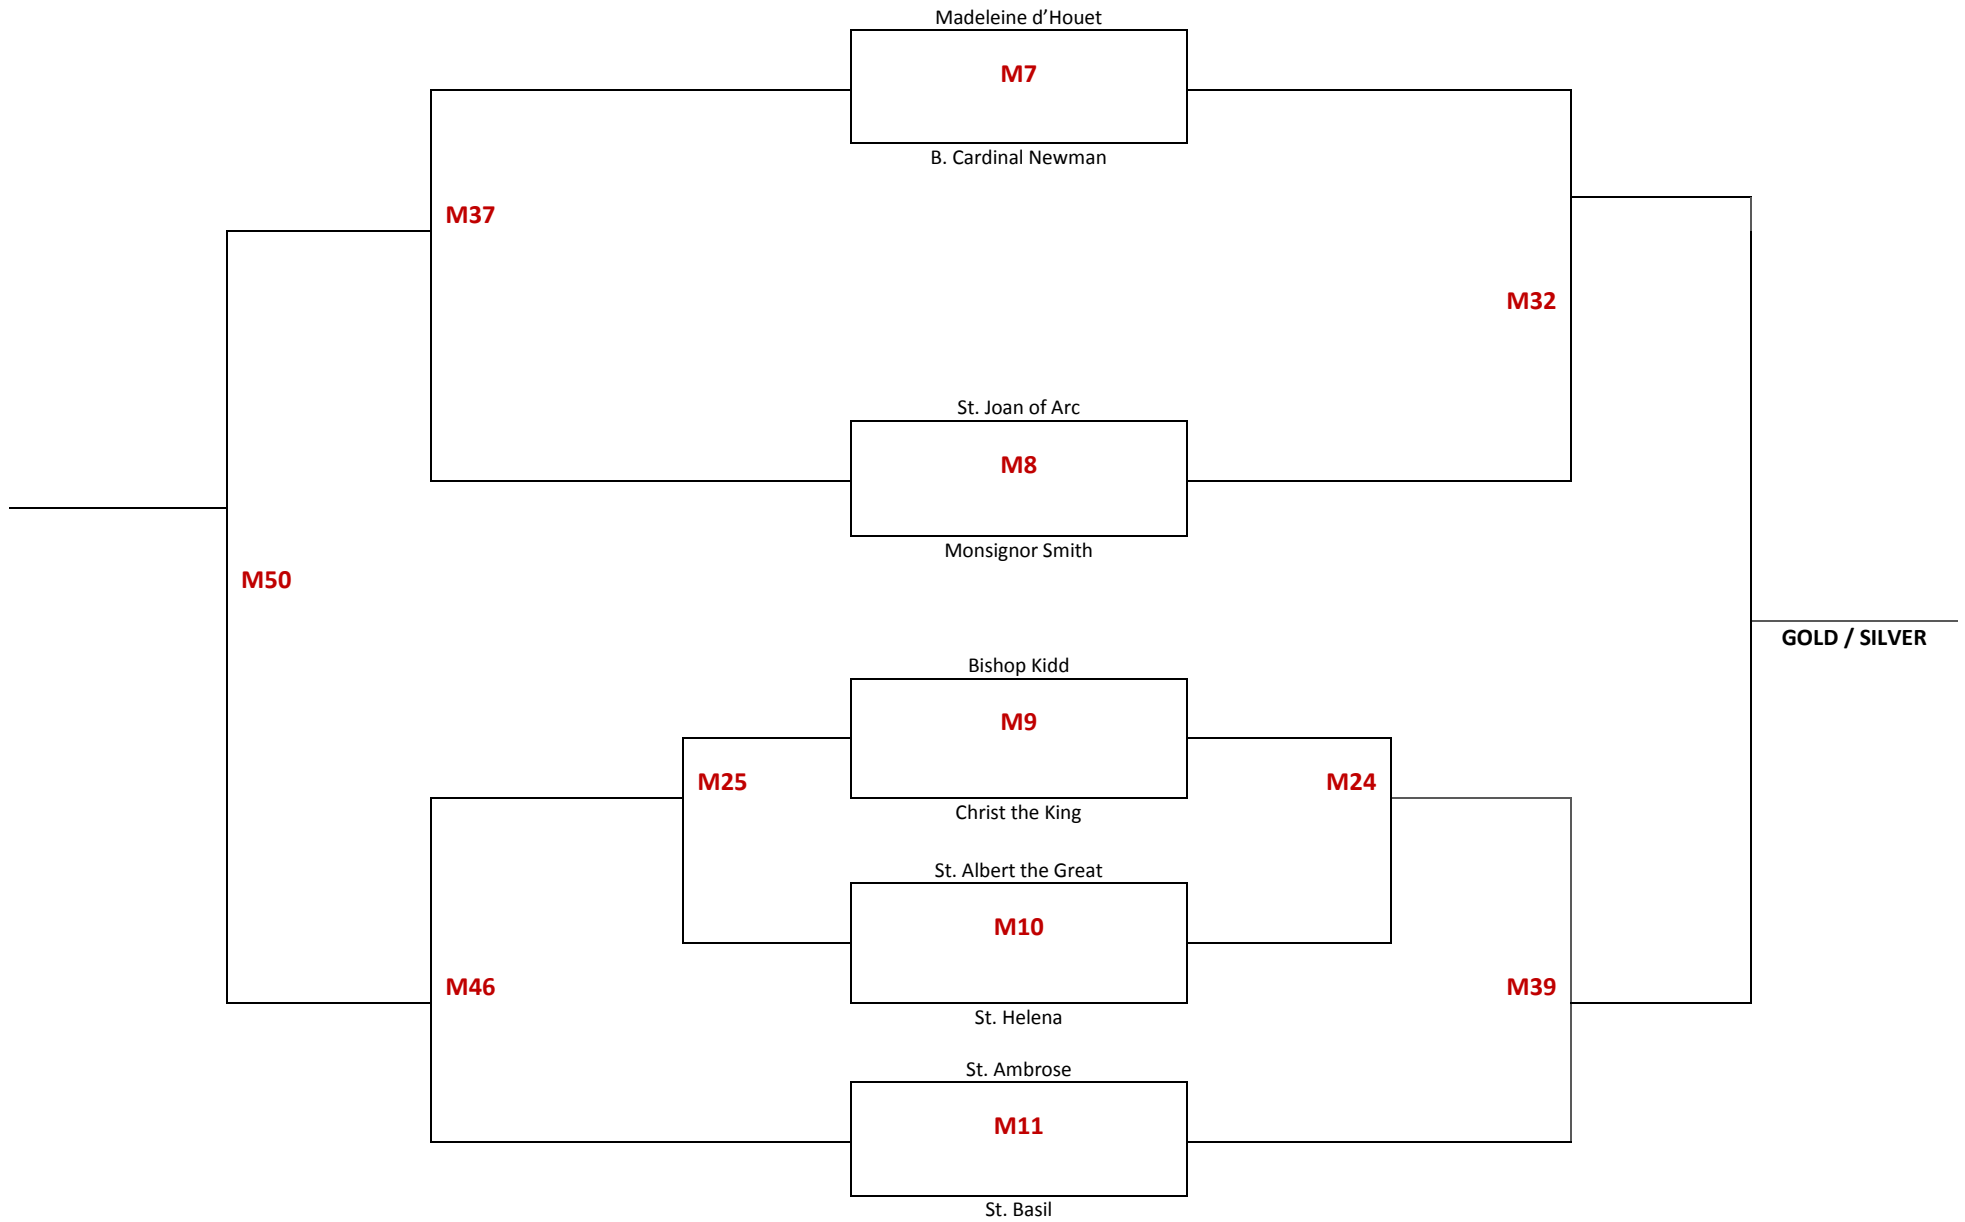 Madeleine d’Houet
M7
B. Cardinal Newman
M37
M32
St. Joan of Arc
M8
Monsignor Smith
M50
GOLD / SILVER
Bishop Kidd
M9
M25
M24
Christ the King
St. Albert the Great
M10
M46
M39
St. Helena
St. Ambrose
M11
St. Basil